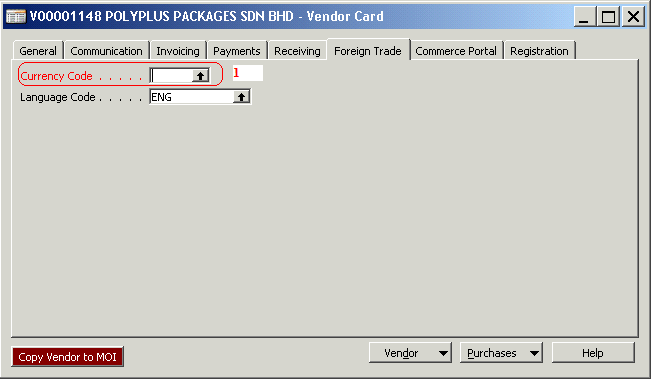 V00001148 POLYPLUS PACKAGES SDN BHD - Vendor Card
General Communication Invoicing Payments Receiving Foreign Trade Commerce Portal Registration
Currency Code . . . . . 1
Language Code . . . . . ENG
Copy Vendor to MOI Vendor Purchases Help